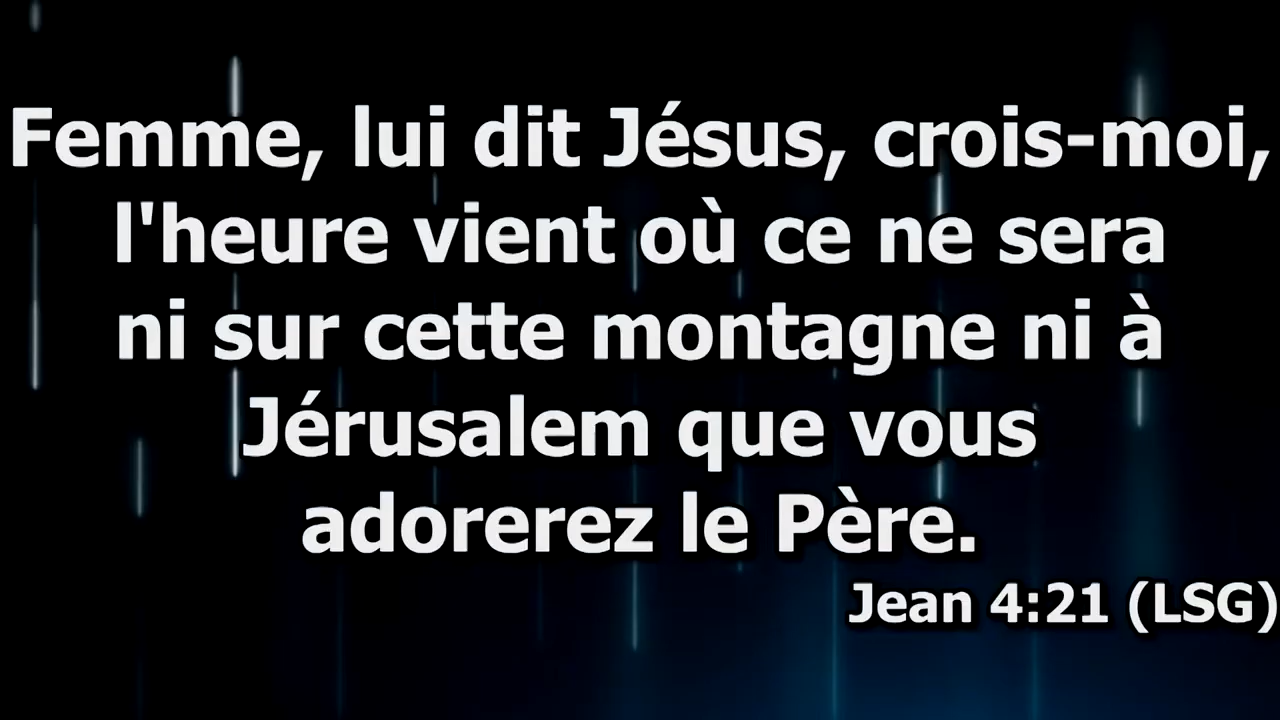 Femme, lui dit Jésus, crois-moi,
l'heure vient où ce ne sera
ni sur cette montagne ni à
Jérusalem que vous
adorerez le Père.
Jean 4:21 (LSG)